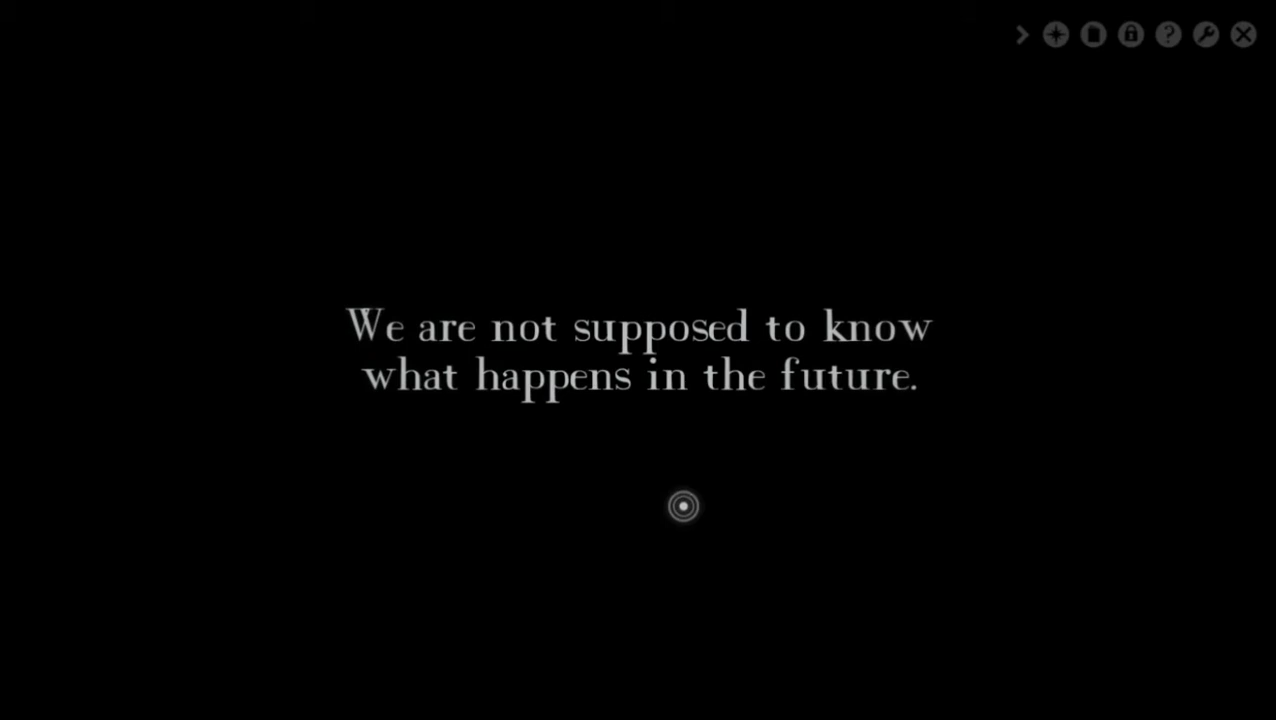 We are not supposed to know
what happens in the future.